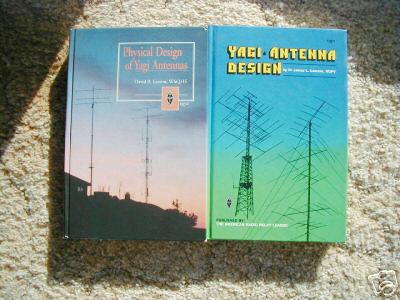 Physical Design
of Yagi Antennas
David B. Leeson, W6QHS
YAGI ANTENNA
DESIGN
by Dr James L. Lawson, W2PV
PUBLISHED BY:
THE AMERICAN RADIO RELAY LEAGUE